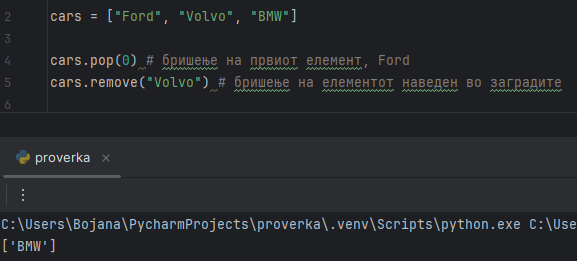 2 cars = ["Ford", "Volvo", "BMW"]
3
4 cars.pop(0) # бришење на првиот елемент, Ford
5 cars.remove("Volvo") # бришење на елементот наведен во заградите
6
proverka ×
C:\Users\Bojana\PycharmProjects\proverka\.venv\Scripts\python.exe C:\Use
['BMW']